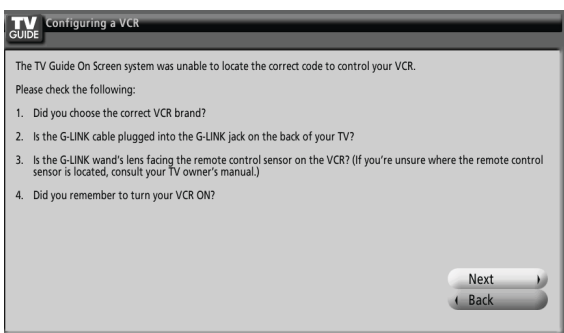 TV
GUIDE
Configuring a VCR
The TV Guide On Screen system was unable to locate the correct code to control your VCR.
Please check the following:
1. Did you choose the correct VCR brand?
2. Is the G-LINK cable plugged into the G-LINK jack on the back of your TV?
3. Is the G-LINK wand's lens facing the remote control sensor on the VCR? (If you're unsure where the remote control
sensor is located, consult your TV owner's manual.)
4. Did you remember to turn your VCR ON?
Next
Back